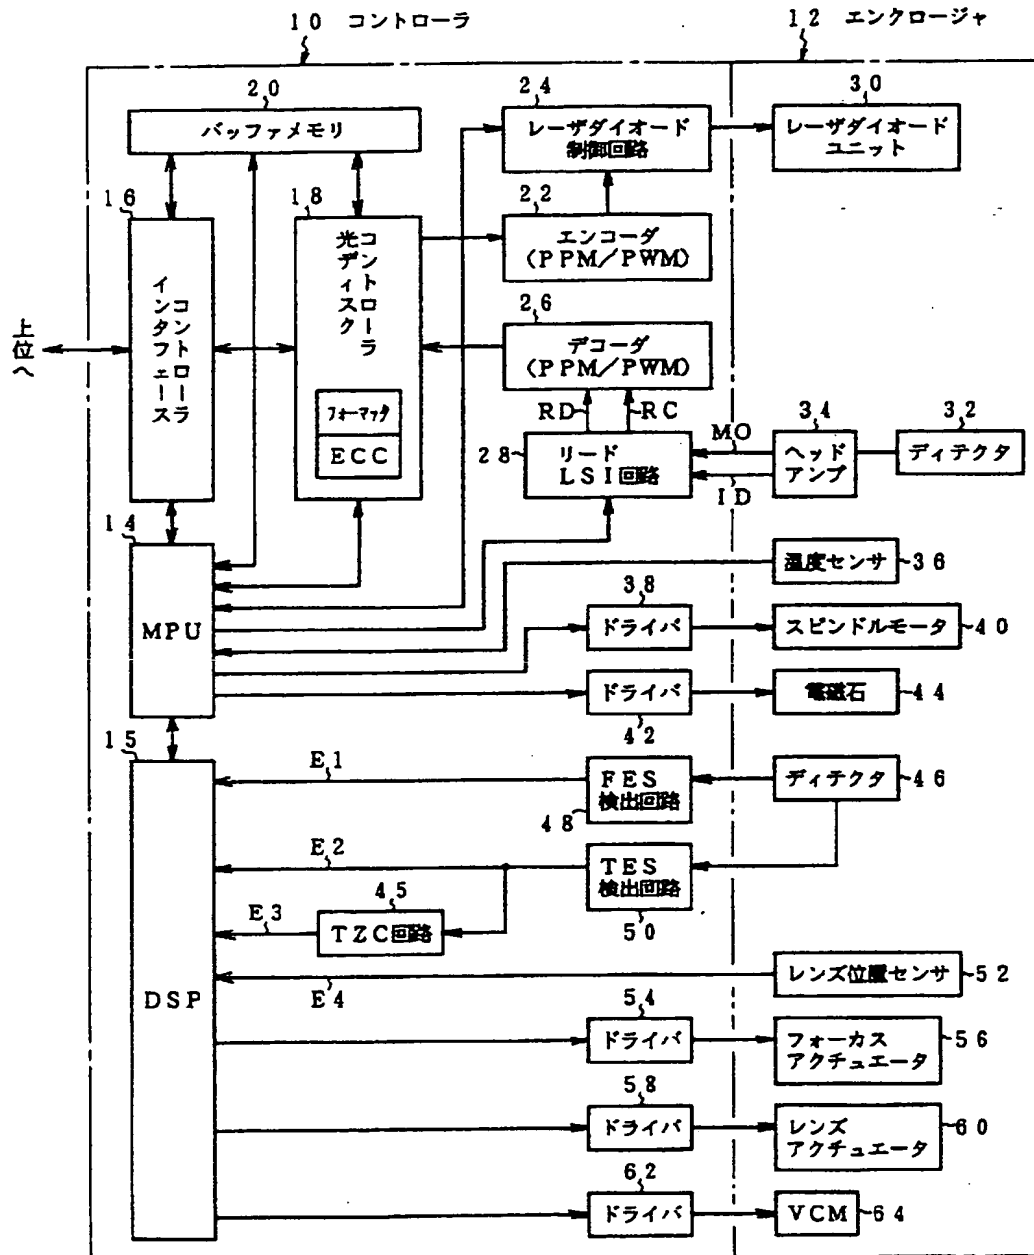 10 コントローラ
12 エンクロージャ
20
バッファメモリ
24
レーザダイオード
制御回路
30
レーザダイオード
ユニット
16
インタフェース
コントローラ
18
光ディスク
コントローラ
フォーマッタ
ECC
22
エンコーダ
(PPM/PWM)
26
デコーダ
(PPM/PWM)
上位へ
RD
RC
28
リード
LSI回路
MO
ID
34
ヘッド
アンプ
32
ディテクタ
14
MPU
温度センサ
36
38
ドライバ
スピンドルモータ
40
ドライバ
42
電磁石
44
15
DSP
E1
FES
検出回路
48
ディテクタ
46
E2
TES
検出回路
50
45
E3
TZC回路
E4
レンズ位置センサ
52
54
ドライバ
フォーカス
アクチュエータ
56
58
ドライバ
レンズ
アクチュエータ
60
62
ドライバ
VCM
64